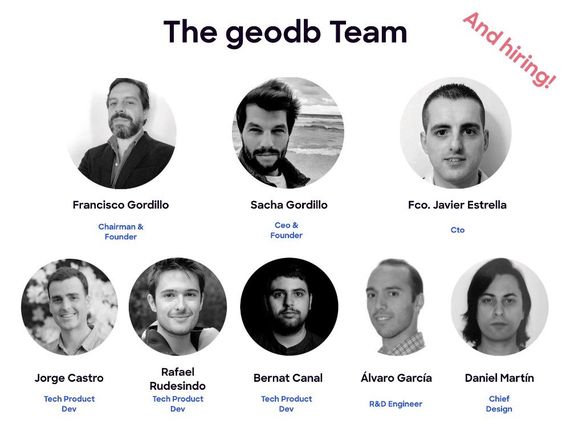 The geodb Team
And hiring!
Francisco Gordillo
Sacha Gordillo
Fco. Javier Estrella
Chairman &
Founder
Ceo &
Founder
Cto
Jorge Castro
Rafael
Rudesindo
Bernat Canal
Álvaro García
Daniel Martín
Tech Product
Dev
Tech Product
Dev
Tech Product
Dev
R&D Engineer
Chief
Design